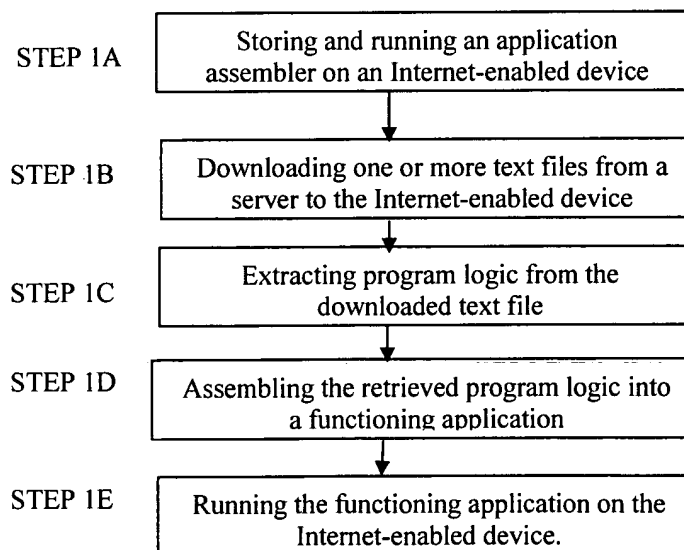 STEP 1A
Storing and running an application
assembler on an Internet-enabled device
STEP 1B
Downloading one or more text files from a
server to the Internet-enabled device
STEP 1C
Extracting program logic from the
downloaded text file
STEP 1D
Assembling the retrieved program logic into
a functioning application
STEP 1E
Running the functioning application on the
Internet-enabled device.